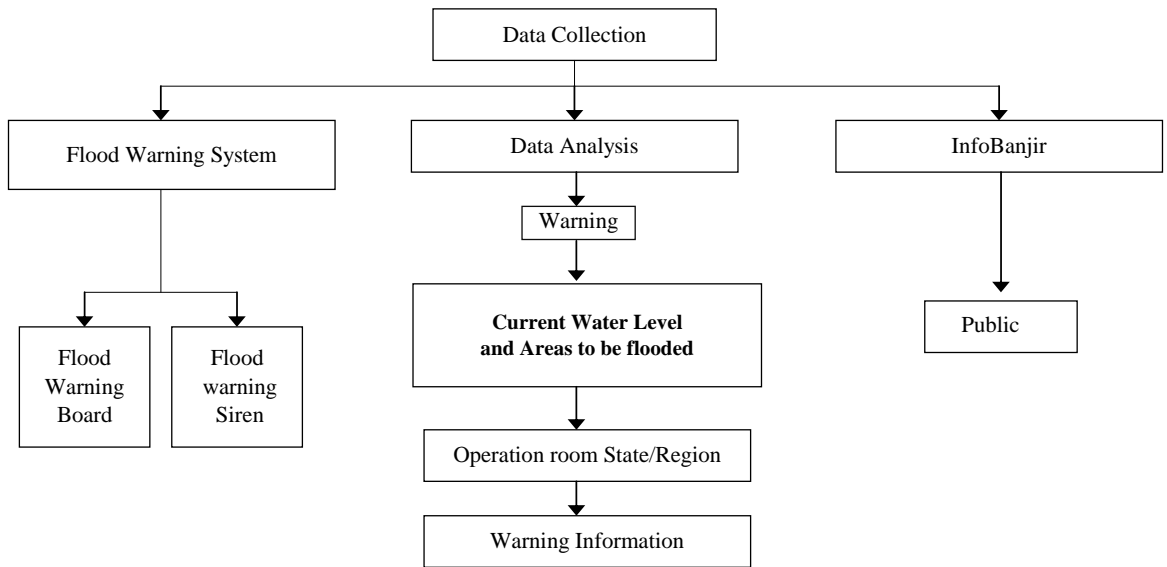 Data Collection
Flood Warning System
Data Analysis
InfoBanjir
Warning
Current Water Level
and Areas to be flooded
Public
Flood
Warning
Board
Flood
warning
Siren
Operation room State/Region
Warning Information